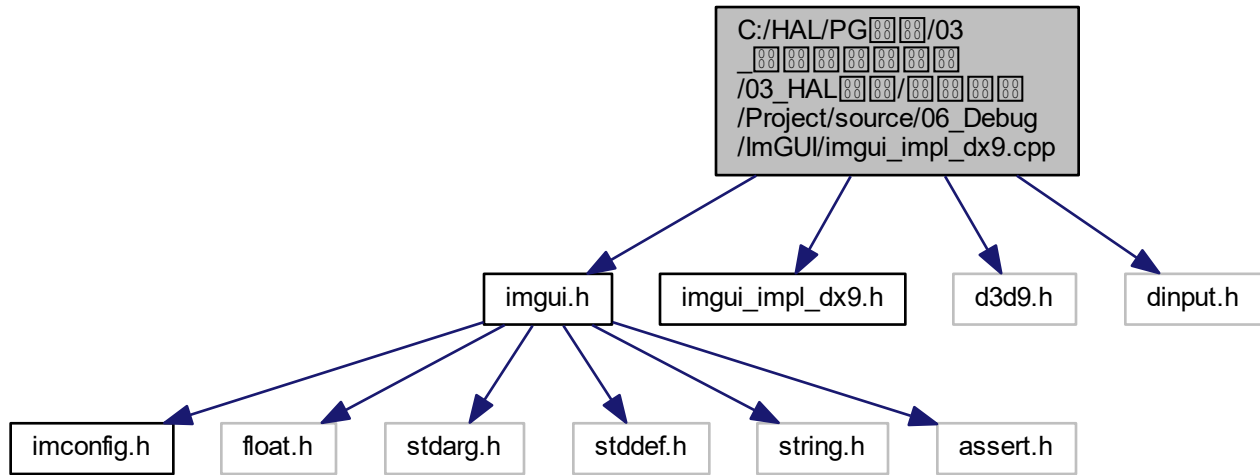 C:/HAL/PG/03
_
/03_HAL/
/Project/source/06_Debug
/ImGUI/imgui_impl_dx9.cpp
imgui.h
imgui_impl_dx9.h
d3d9.h
dinput.h
imconfig.h
float.h
stdarg.h
stddef.h
string.h
assert.h